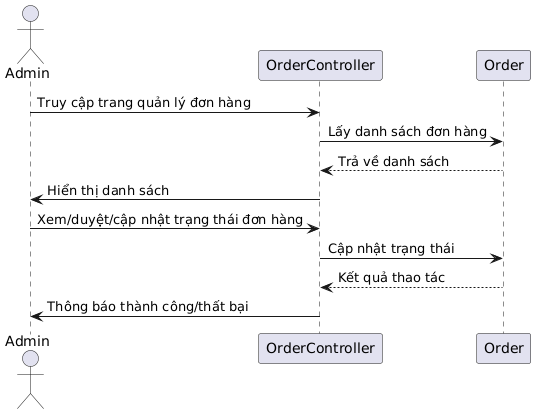 Admin
OrderController
Order
Truy cập trang quản lý đơn hàng
Lấy danh sách đơn hàng
Trả về danh sách
Hiển thị danh sách
Xem/duyệt/cập nhật trạng thái đơn hàng
Cập nhật trạng thái
Kết quả thao tác
Thông báo thành công/thất bại
Admin
OrderController
Order